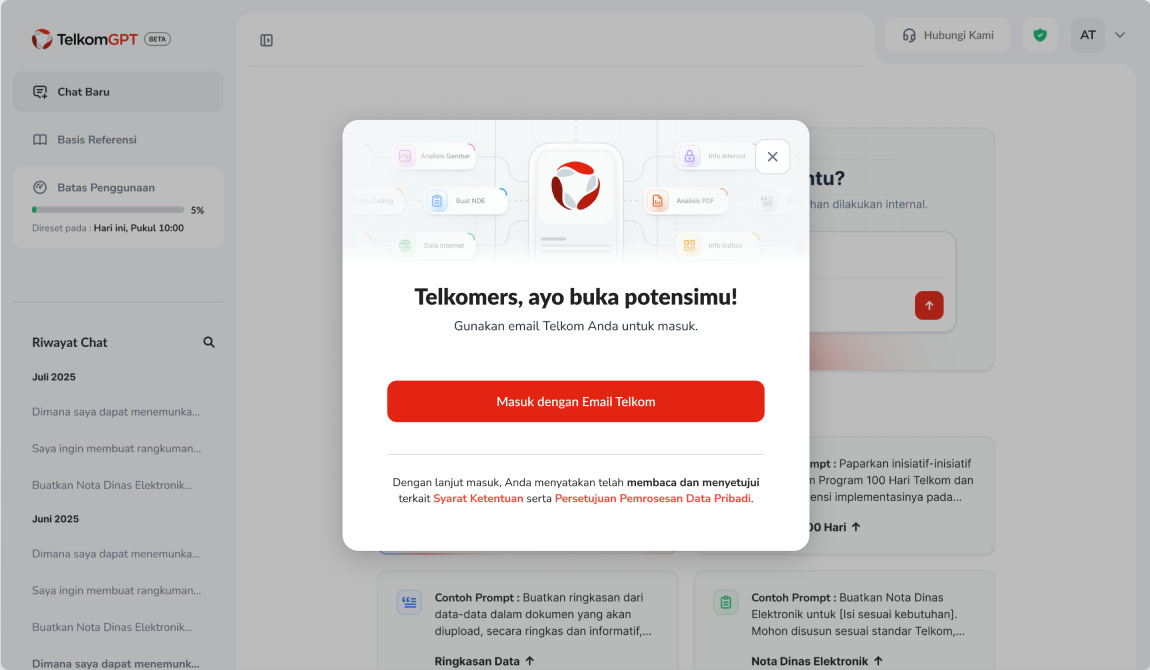 TelkomGPT BETA
Hubungi Kami
AT
Chat Baru
Basis Referensi
Batas Penggunaan
5%
Direset pada : Hari ini, Pukul 10:00
Riwayat Chat
Juli 2025
Dimana saya dapat menemunka...
Saya ingin membuat rangkuman...
Buatkan Nota Dinas Elektronik...
Juni 2025
Dimana saya dapat menemunka...
Saya ingin membuat rangkuman...
Buatkan Nota Dinas Elektronik...
Dimana saya dapat menemunk...
Analisis Gambar
Info Internal
Coding
Buat NDE
Analisis PDF
Data Internet
Info Indibiz
Telkomers, ayo buka potensimu!
Gunakan email Telkom Anda untuk masuk.
Masuk dengan Email Telkom
Dengan lanjut masuk, Anda menyatakan telah membaca dan menyetujui
terkait Syarat Ketentuan serta Persetujuan Pemrosesan Data Pribadi.
ntu?
han dilakukan internal.
mpt : Paparkan inisiatif-inisiatif
m Program 100 Hari Telkom dan
ensi implementasinya pada...
00 Hari ↑
Contoh Prompt : Buatkan ringkasan dari
data-data dalam dokumen yang akan
diupload, secara ringkas dan informatif,...
Ringkasan Data ↑
Contoh Prompt : Buatkan Nota Dinas
Elektronik untuk [Isi sesuai kebutuhan].
Mohon disusun sesuai standar Telkom,...
Nota Dinas Elektronik ↑